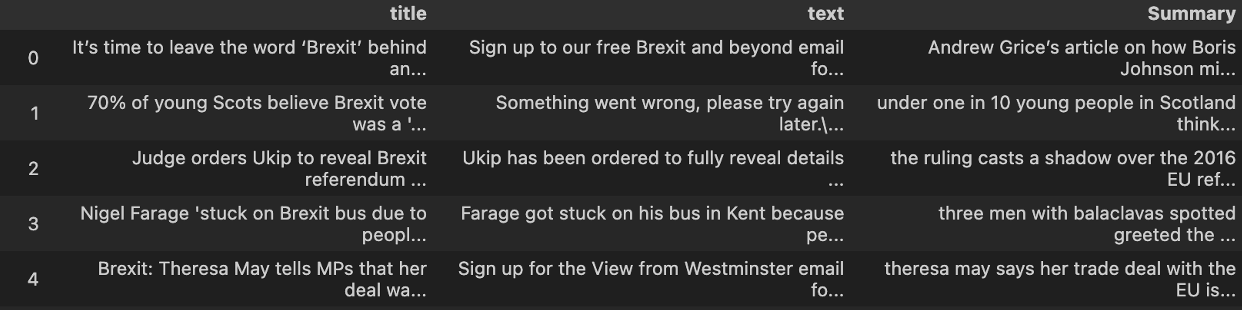 title text Summary
0 It’s time to leave the word ‘Brexit’ behind an... Sign up to our free Brexit and beyond email fo... Andrew Grice’s article on how Boris Johnson mi...
1 70% of young Scots believe Brexit vote was a '... Something went wrong, please try again later.\... under one in 10 young people in Scotland think...
2 Judge orders Ukip to reveal Brexit referendum ... Ukip has been ordered to fully reveal details ... the ruling casts a shadow over the 2016 EU ref...
3 Nigel Farage 'stuck on Brexit bus due to peopl... Farage got stuck on his bus in Kent because pe... three men with balaclavas spotted greeted the ...
4 Brexit: Theresa May tells MPs that her deal wa... Sign up for the View from Westminster email fo... theresa may says her trade deal with the EU is...